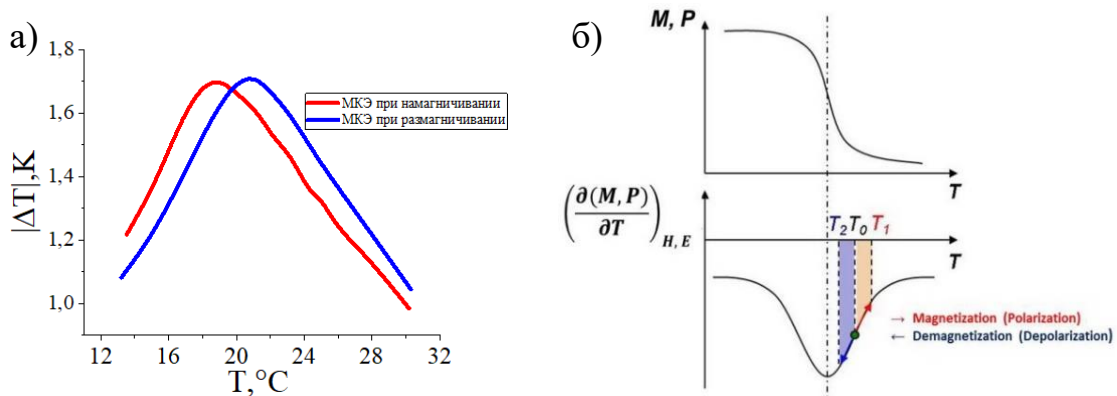 а)
1,8
1,6
1,4
1,2
1,0
|ΔT|,K
12 16 20 24 28 32
T,°C
МКЭ при намагничивании
МКЭ при размагничивании
б)
M, P
T
(∂(M, P)/∂T)H, E
T2 T0 T1
T
→ Magnetization (Polarization)
← Demagnetization (Depolarization)